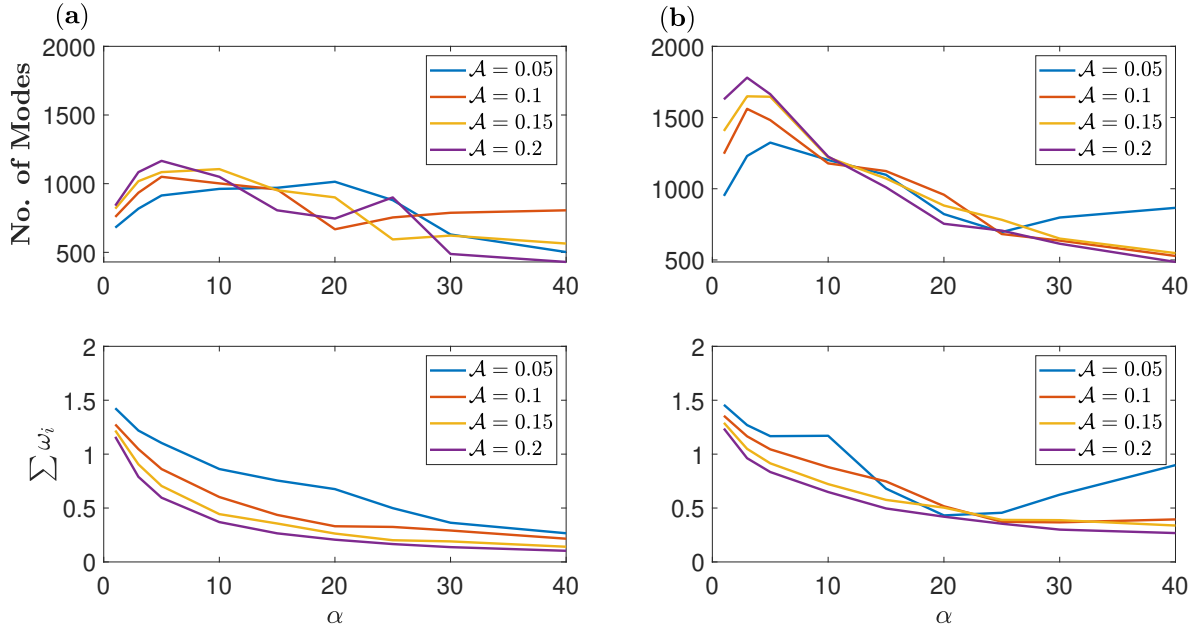 (a)
(b)
No. of Modes
2000
1500
1000
500
0 10 20 30 40
𝒜 = 0.05
𝒜 = 0.1
𝒜 = 0.15
𝒜 = 0.2
2000
1500
1000
500
0 10 20 30 40
𝒜 = 0.05
𝒜 = 0.1
𝒜 = 0.15
𝒜 = 0.2
∑ ω_i
2
1.5
1
0.5
0
0 10 20 30 40
α
𝒜 = 0.05
𝒜 = 0.1
𝒜 = 0.15
𝒜 = 0.2
2
1.5
1
0.5
0
0 10 20 30 40
α
𝒜 = 0.05
𝒜 = 0.1
𝒜 = 0.15
𝒜 = 0.2